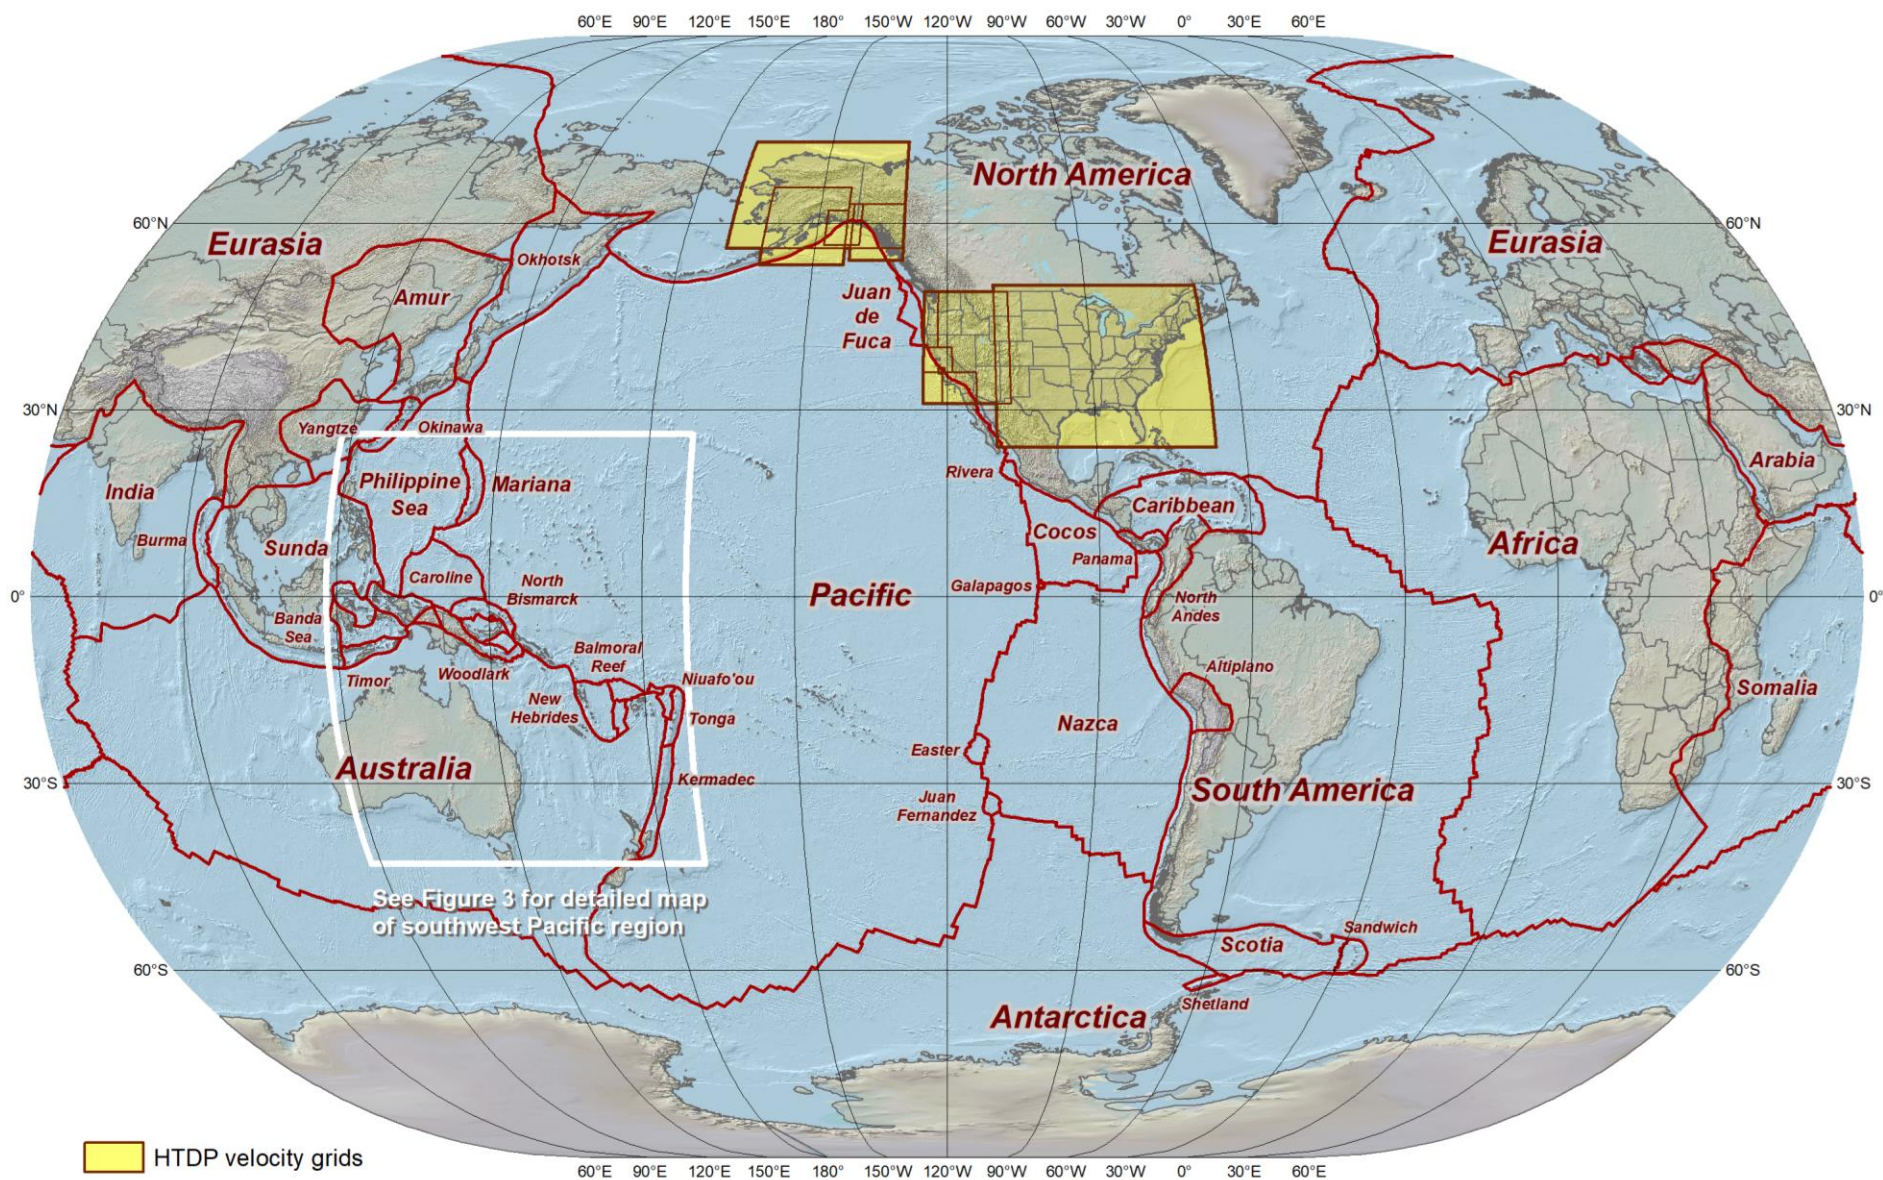 60°E 90°E 120°E 150°E 180° 150°W 120°W 90°W 60°W 30°W 0° 30°E 60°E
North America
60°N
60°N
Eurasia
Eurasia
Okhotsk
Amur
Juan
de
Fuca
30°N
30°N
Yangtze
Okinawa
Philippine
Sea
Mariana
India
Rivera
Arabia
Caribbean
Burma
Sunda
Cocos
Panama
Africa
Caroline
North
Bismarck
Pacific
Galapagos
0°
0°
North
Andes
Banda
Sea
Balmoral
Reef
Altiplano
Timor
Woodlark
Niuafo'ou
New
Hebrides
Tonga
Somalia
Nazca
Easter
Australia
Kermadec
30°S
30°S
South America
Juan
Fernandez
See Figure 3 for detailed map
of southwest Pacific region
Sandwich
Scotia
60°S
60°S
Shetland
Antarctica
HTDP velocity grids
60°E 90°E 120°E 150°E 180° 150°W 120°W 90°W 60°W 30°W 0° 30°E 60°E